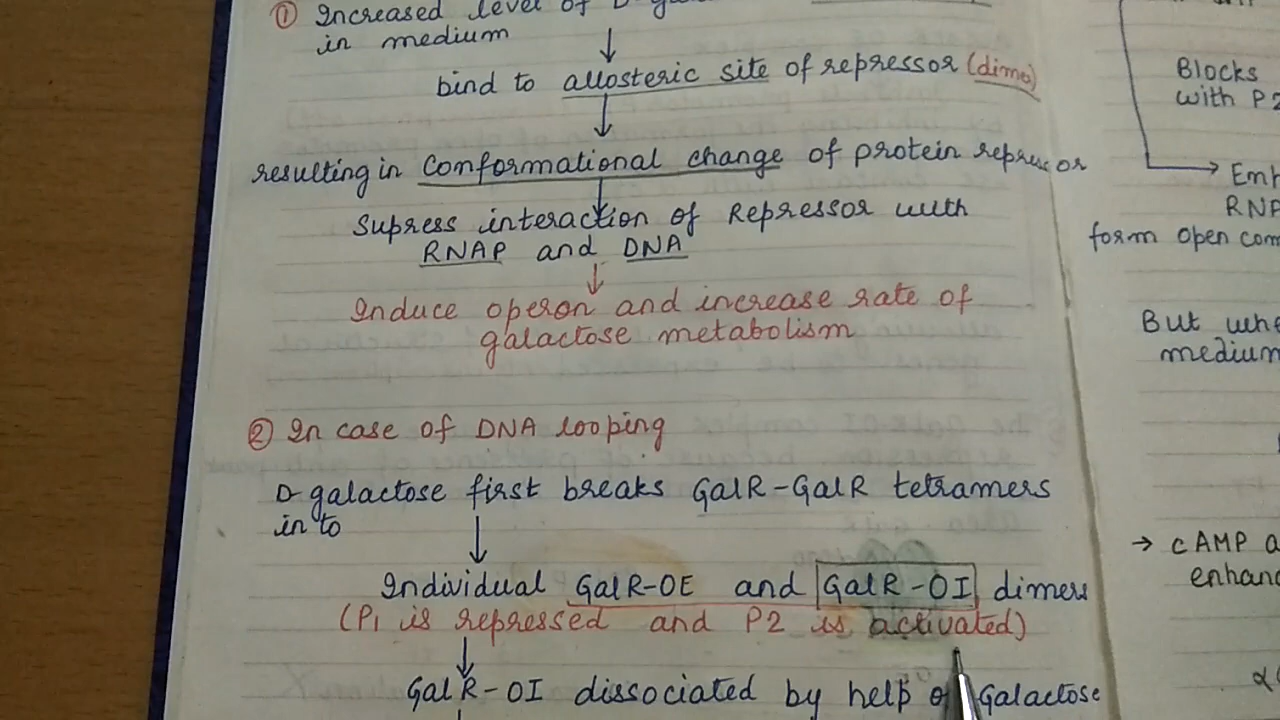 ① Increased level of D-
in medium
bind to allosteric site of repressor (dime)
resulting in conformational change of protein repressor
Supress interaction of Repressor with
RNAP and DNA
Induce operon and increase rate of
galactose metabolism
② In case of DNA looping
D-galactose first breaks GalR-GalR tetramers
in to
Individual GalR-OE and GalR-OI dimers
(P1 is repressed and P2 is activated)
GalR-OI dissociated by help of Galactose
Blocks
with P2
RNA
form open com
But whe
medium
→ cAMP a
enhanc